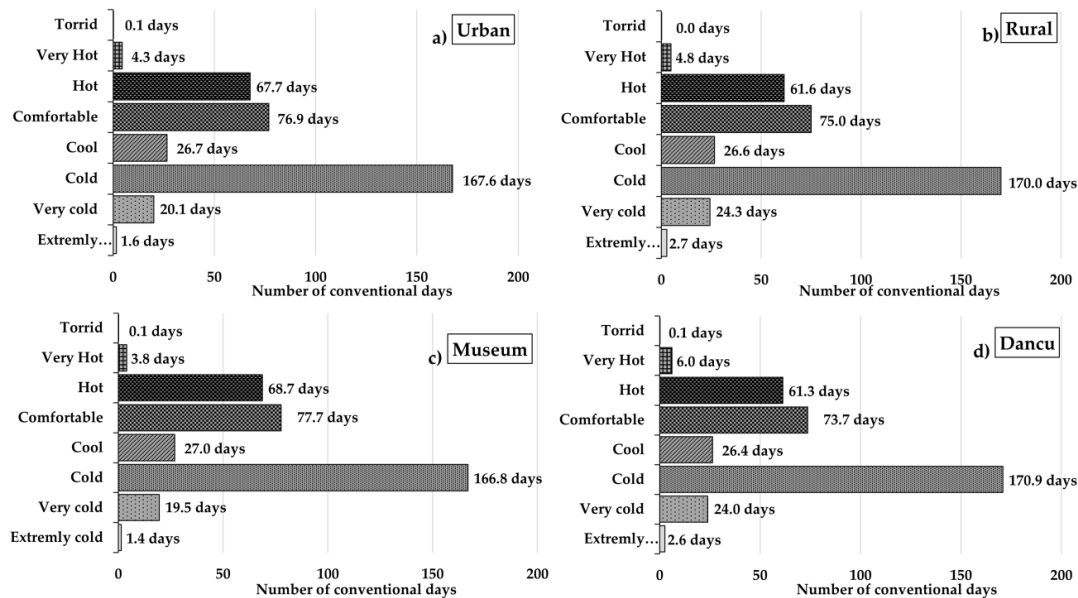 a) Urban
Torrid 0.1 days
Very Hot 4.3 days
Hot 67.7 days
Comfortable 76.9 days
Cool 26.7 days
Cold 167.6 days
Very cold 20.1 days
Extremly... 1.6 days
0 50 100 150 200
Number of conventional days
b) Rural
Torrid 0.0 days
Very Hot 4.8 days
Hot 61.6 days
Comfortable 75.0 days
Cool 26.6 days
Cold 170.0 days
Very cold 24.3 days
Extremly... 2.7 days
0 50 100 150 200
Number of conventional days
c) Museum
Torrid 0.1 days
Very Hot 3.8 days
Hot 68.7 days
Comfortable 77.7 days
Cool 27.0 days
Cold 166.8 days
Very cold 19.5 days
Extremly cold 1.4 days
0 50 100 150 200
Number of conventional days
d) Dancu
Torrid 0.1 days
Very Hot 6.0 days
Hot 61.3 days
Comfortable 73.7 days
Cool 26.4 days
Cold 170.9 days
Very cold 24.0 days
Extremly... 2.6 days
0 50 100 150 200
Number of conventional days